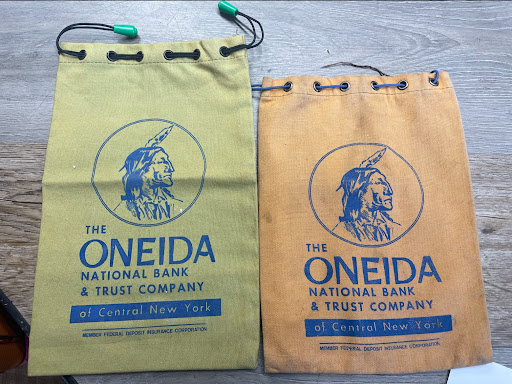 THE
ONEIDA
NATIONAL BANK
& TRUST COMPANY
of Central New York
MEMBER FEDERAL DEPOSIT INSURANCE CORPORATION
THE
ONEIDA
NATIONAL BANK
& TRUST COMPANY
of Central New York
MEMBER FEDERAL DEPOSIT INSURANCE CORPORATION